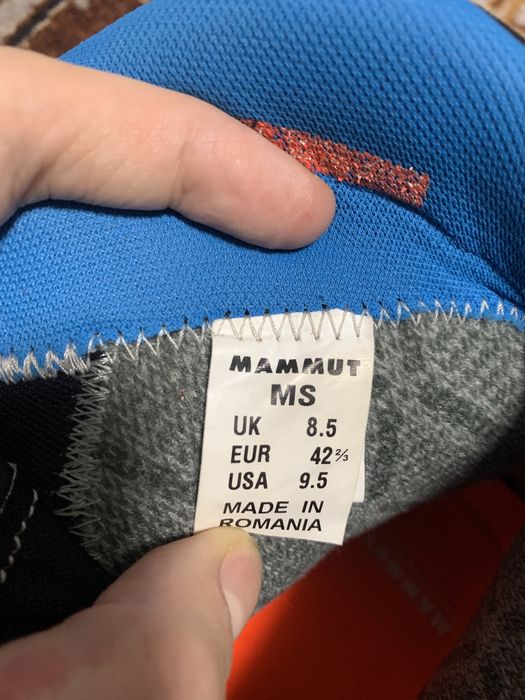 MAMMUT
MS
UK 8.5
EUR 42⅔
USA 9.5
MADE IN
ROMANIA